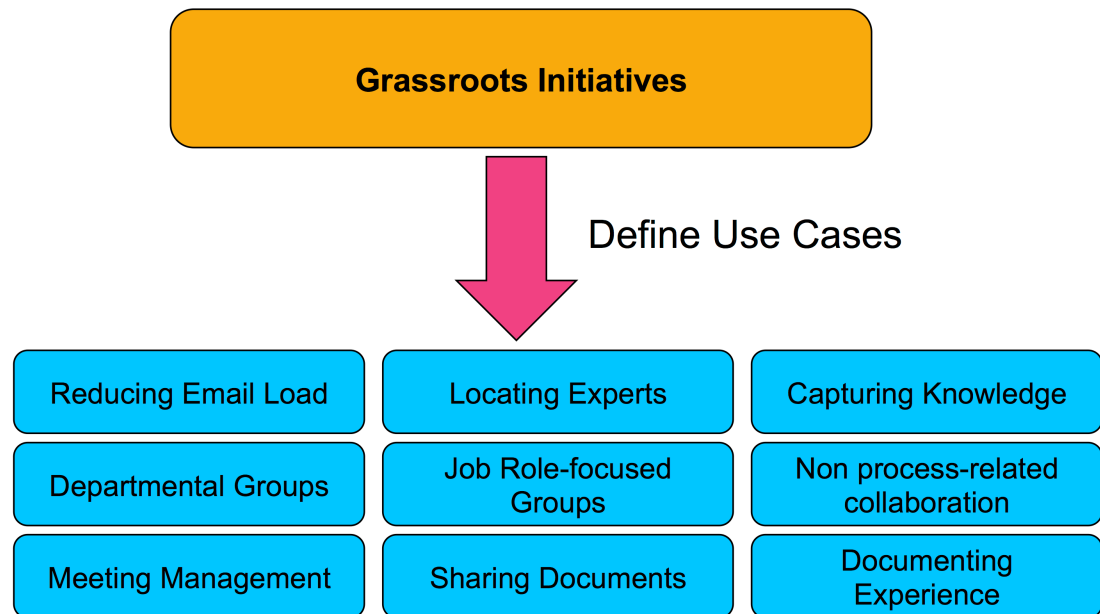 Grassroots Initiatives
Define Use Cases
Reducing Email Load
Locating Experts
Capturing Knowledge
Departmental Groups
Job Role-focused
Groups
Non process-related
collaboration
Meeting Management
Sharing Documents
Documenting
Experience